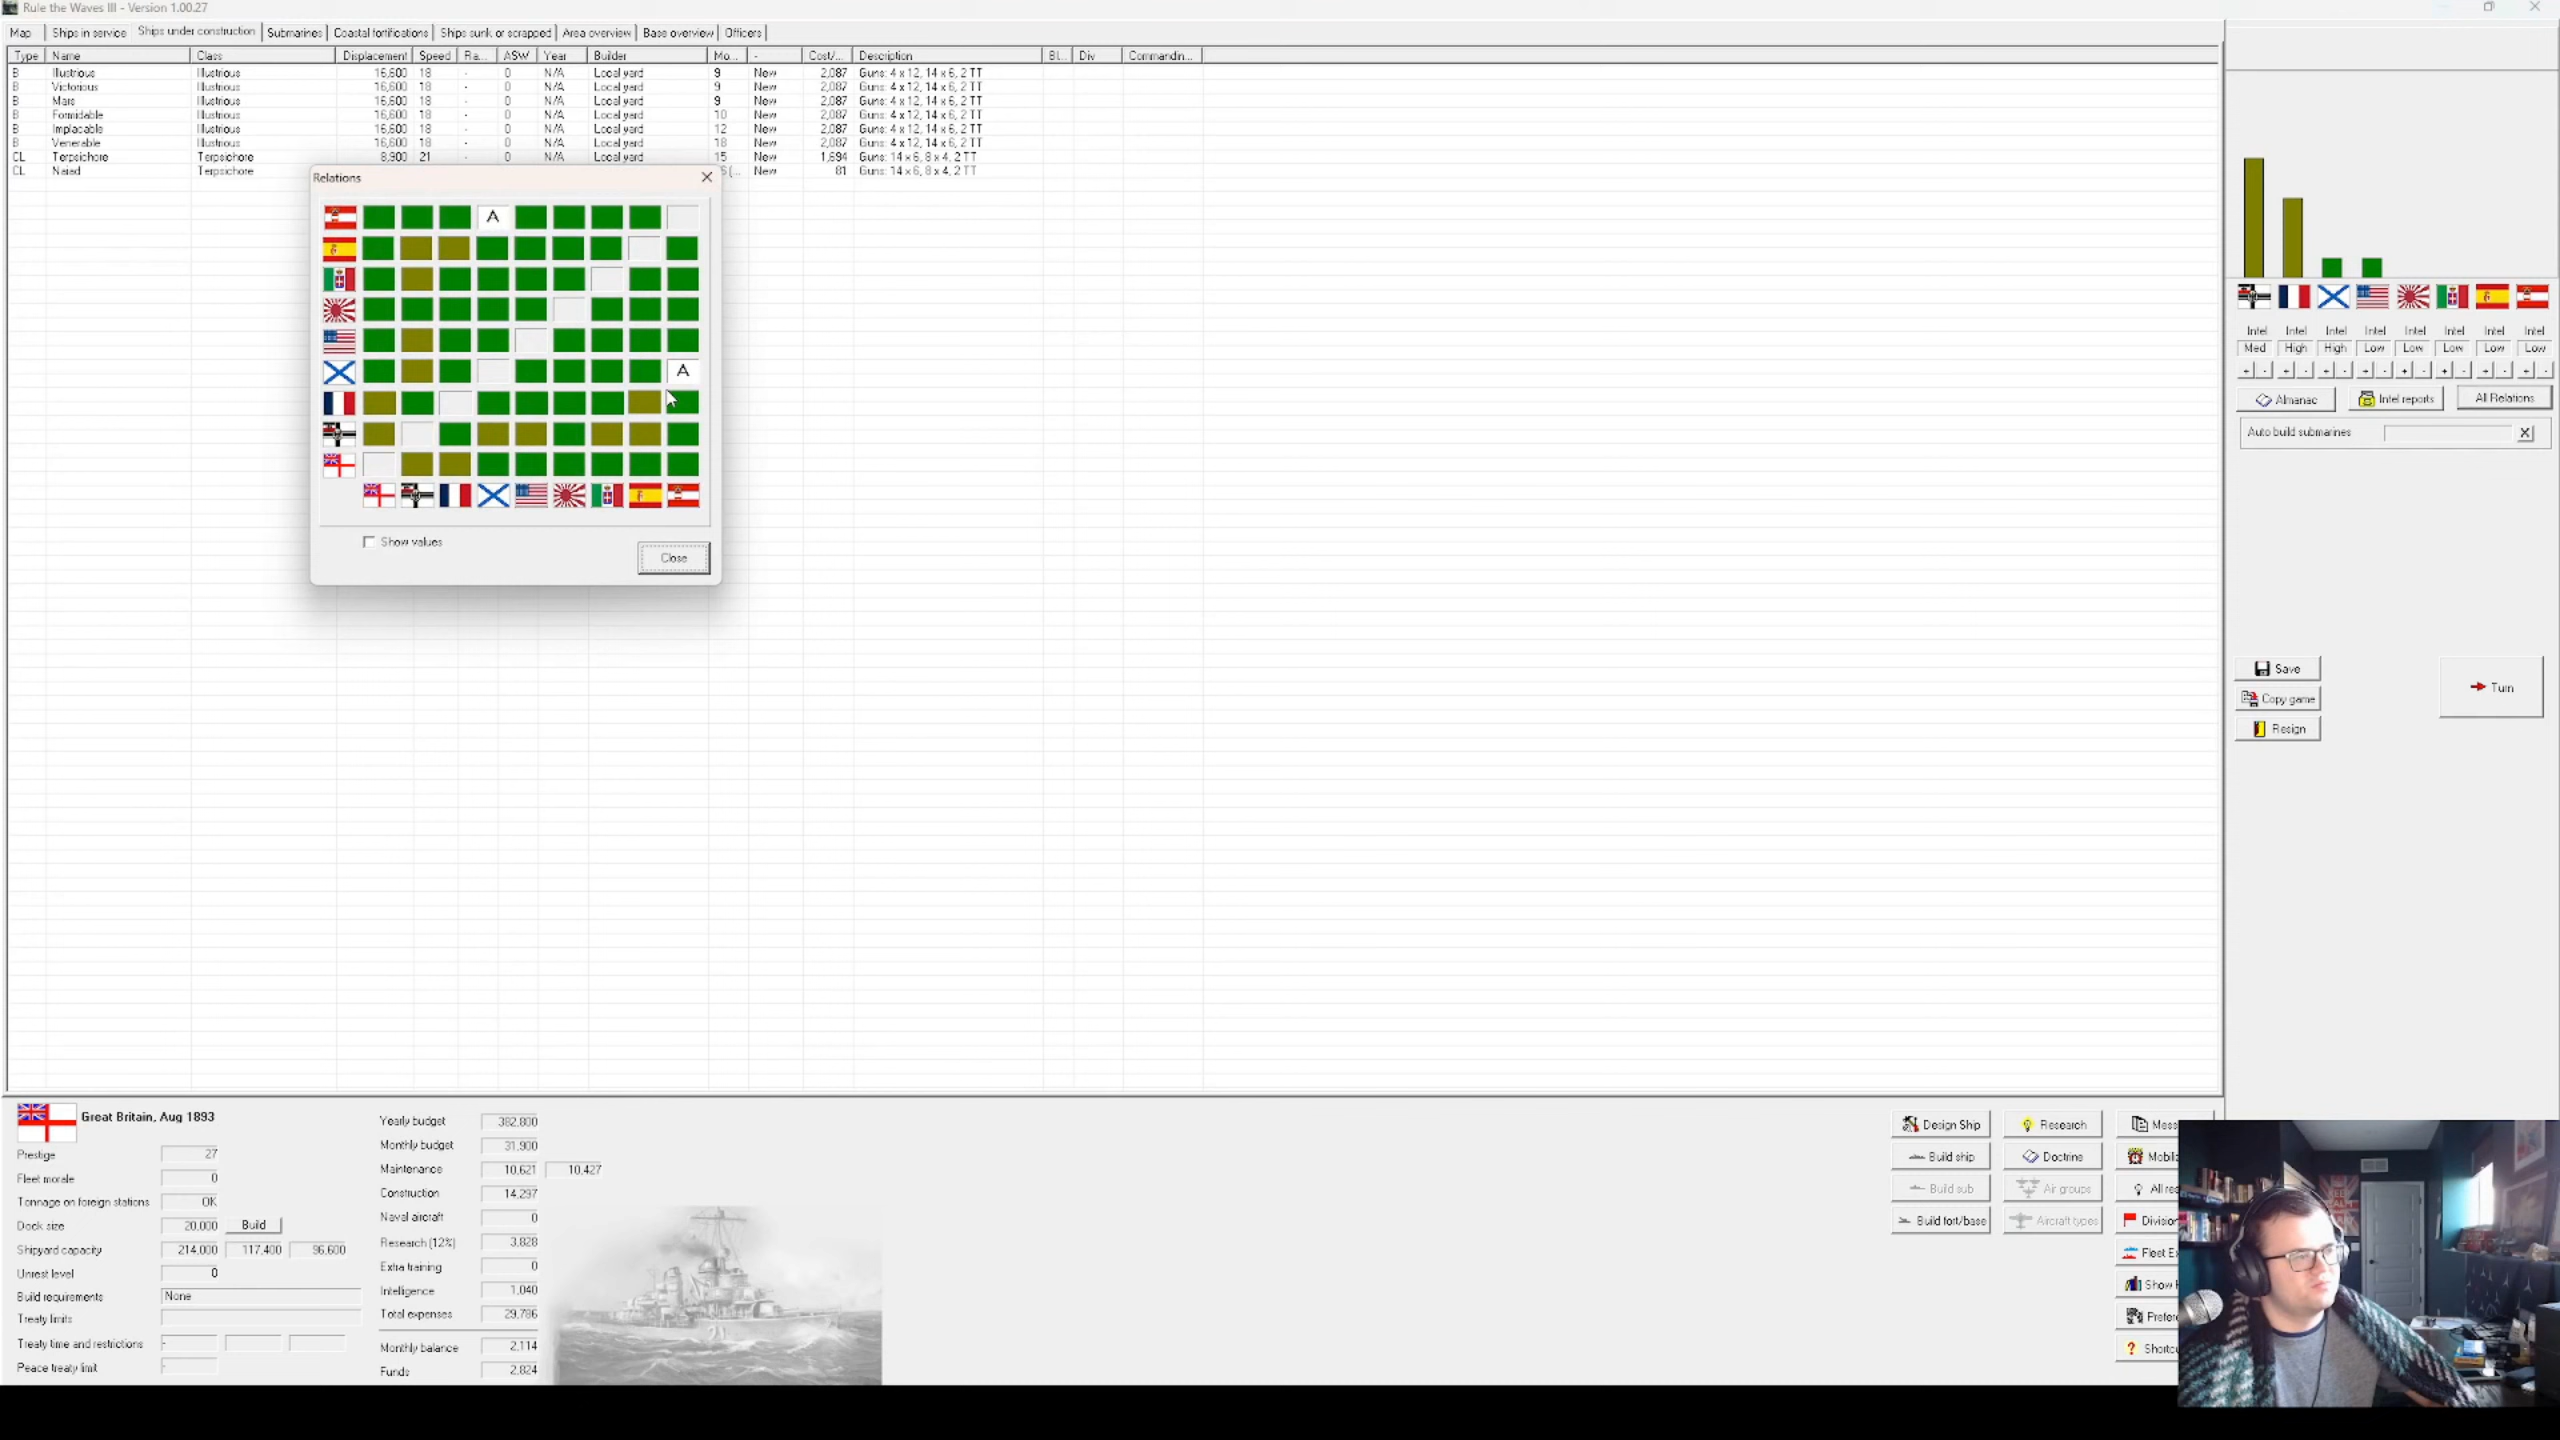 Rule the Waves III - Version 1.00.27
Map Ships in service Ships under construction Submarines Coastal fortifications Ships sunk or scrapped Area overview Base overview Officers
Type Name Class Displacement Speed Ra... ASW Year Builder Mo... - Cost/... Description Bl... Div Commandin...
B Illustrious Illustrious 16,600 18 - 0 N/A Local yard 9 New 2,087 Guns: 4 x 12, 14 x 6, 2 TT
B Victorious Illustrious 16,600 18 - 0 N/A Local yard 9 New 2,087 Guns: 4 x 12, 14 x 6, 2 TT
B Mars Illustrious 16,600 18 - 0 N/A Local yard 9 New 2,087 Guns: 4 x 12, 14 x 6, 2 TT
B Formidable Illustrious 16,600 18 - 0 N/A Local yard 10 New 2,087 Guns: 4 x 12, 14 x 6, 2 TT
B Implacable Illustrious 16,600 18 - 0 N/A Local yard 12 New 2,087 Guns: 4 x 12, 14 x 6, 2 TT
B Venerable Illustrious 16,600 18 - 0 N/A Local yard 18 New 2,087 Guns: 4 x 12, 14 x 6, 2 TT
CL Terpsichore Terpsichore 8,900 21 - 0 N/A Local yard 15 New 1,694 Guns: 14 x 6, 8 x 4, 2 TT
CL Naiad Terpsichore New 81 Guns: 14 x 6, 8 x 4, 2 TT
Relations
A
A
Show values
Close
Intel Intel Intel Intel Intel Intel Intel Intel
Med High High Low Low Low Low Low
+ - + - + - + - + - + - + - + -
Almanac Intel reports All Relations
Auto build submarines X
Save
Copy game
Resign
Turn
Great Britain, Aug 1893
Prestige 27
Fleet morale 0
Tonnage on foreign stations OK
Dock size 20,000 Build
Shipyard capacity 214,000 117,400 96,600
Unrest level 0
Build requirements None
Treaty limits
Treaty time and restrictions -
Peace treaty limit -
Yearly budget 382,800
Monthly budget 31,900
Maintenance 10,621 10,427
Construction 14,297
Naval aircraft 0
Research (12%) 3,828
Extra training 0
Intelligence 1,040
Total expenses 29,786
Monthly balance 2,114
Funds 2,824
Design Ship Research Mess
Build ship Doctrine Mobili
Build sub Air groups All re
Build fort/base Aircraft types Division
Fleet E
Show
Prefer
Shortcu